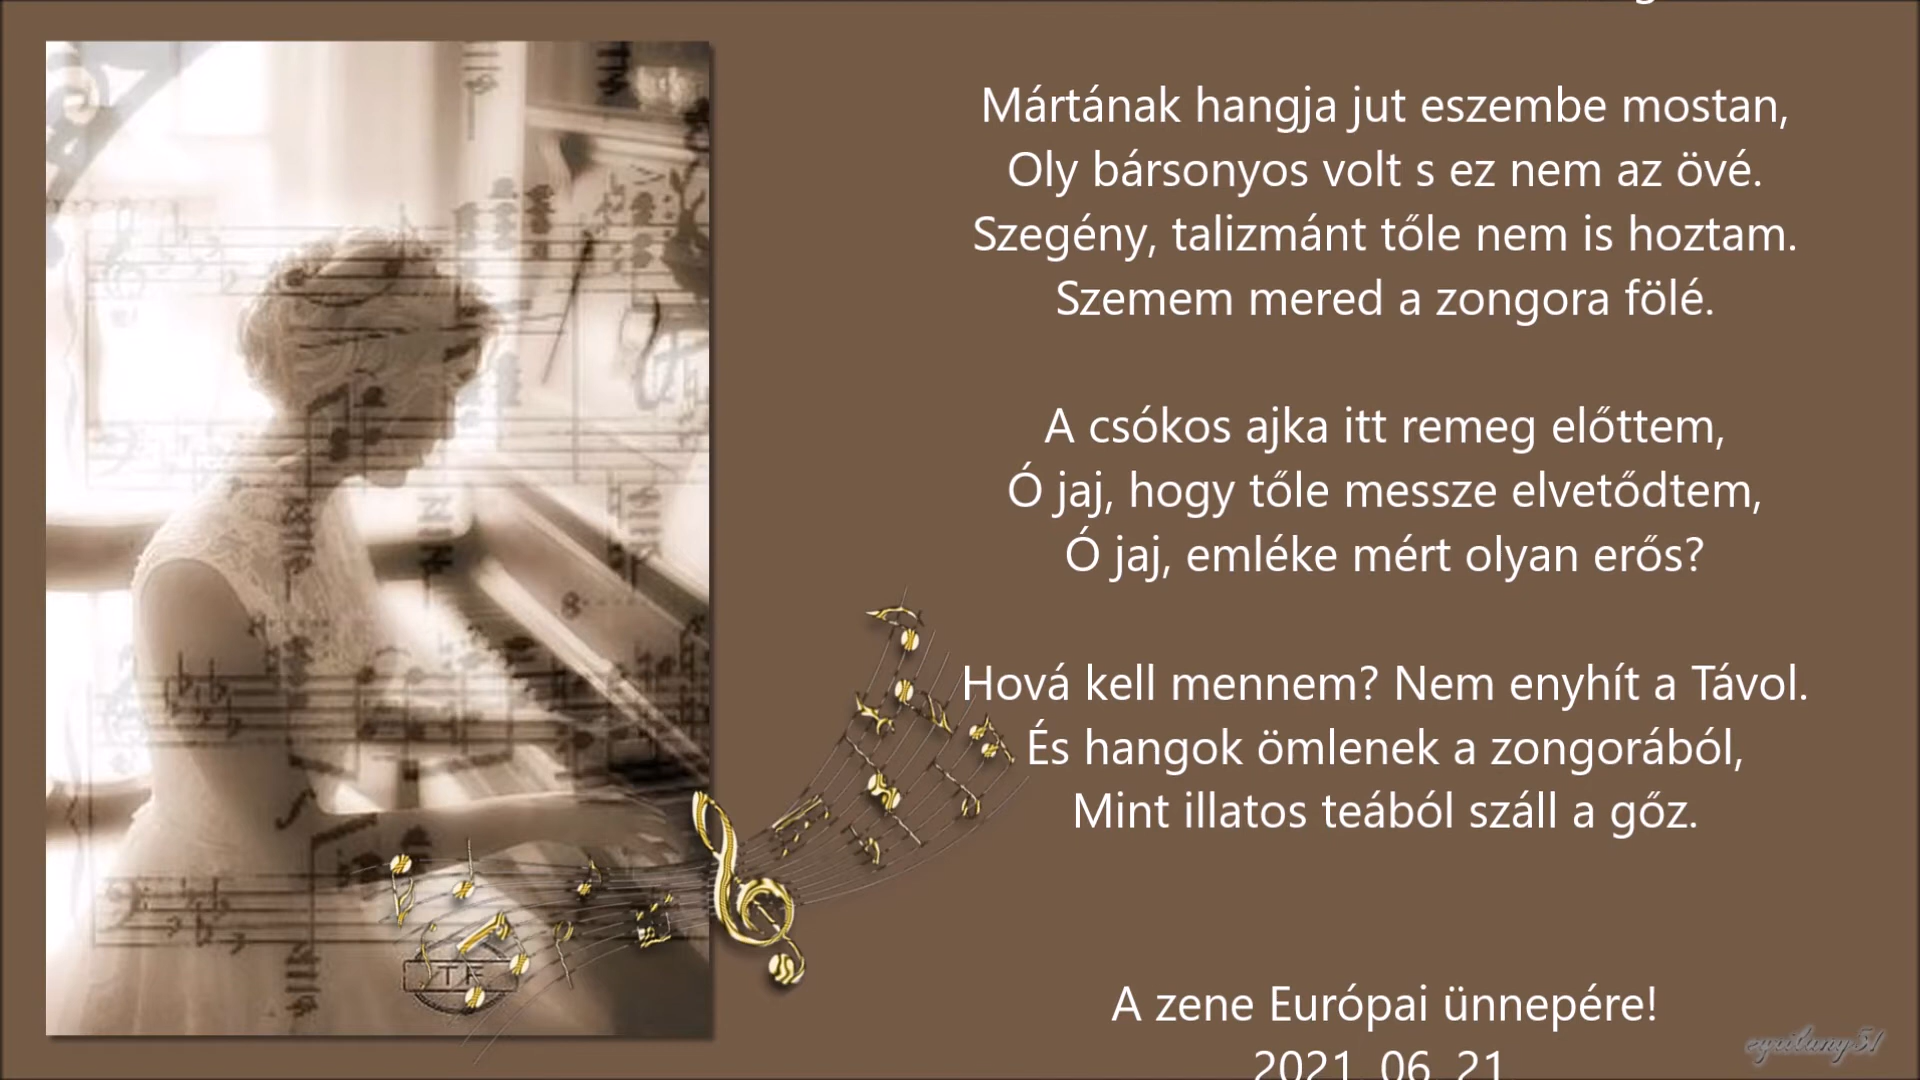 Mártának hangja jut eszembe mostan,
Oly bársonyos volt s ez nem az övé.
Szegény, talizmánt tőle nem is hoztam.
Szemem mered a zongora fölé.
A csókos ajka itt remeg előttem,
Ó jaj, hogy tőle messze elvetődtem,
Ó jaj, emléke mért olyan erős?
Hová kell mennem? Nem enyhít a Távol.
És hangok ömlenek a zongorából,
Mint illatos teából száll a gőz.
A zene Európai ünnepére!
2021. 06. 21.
TF